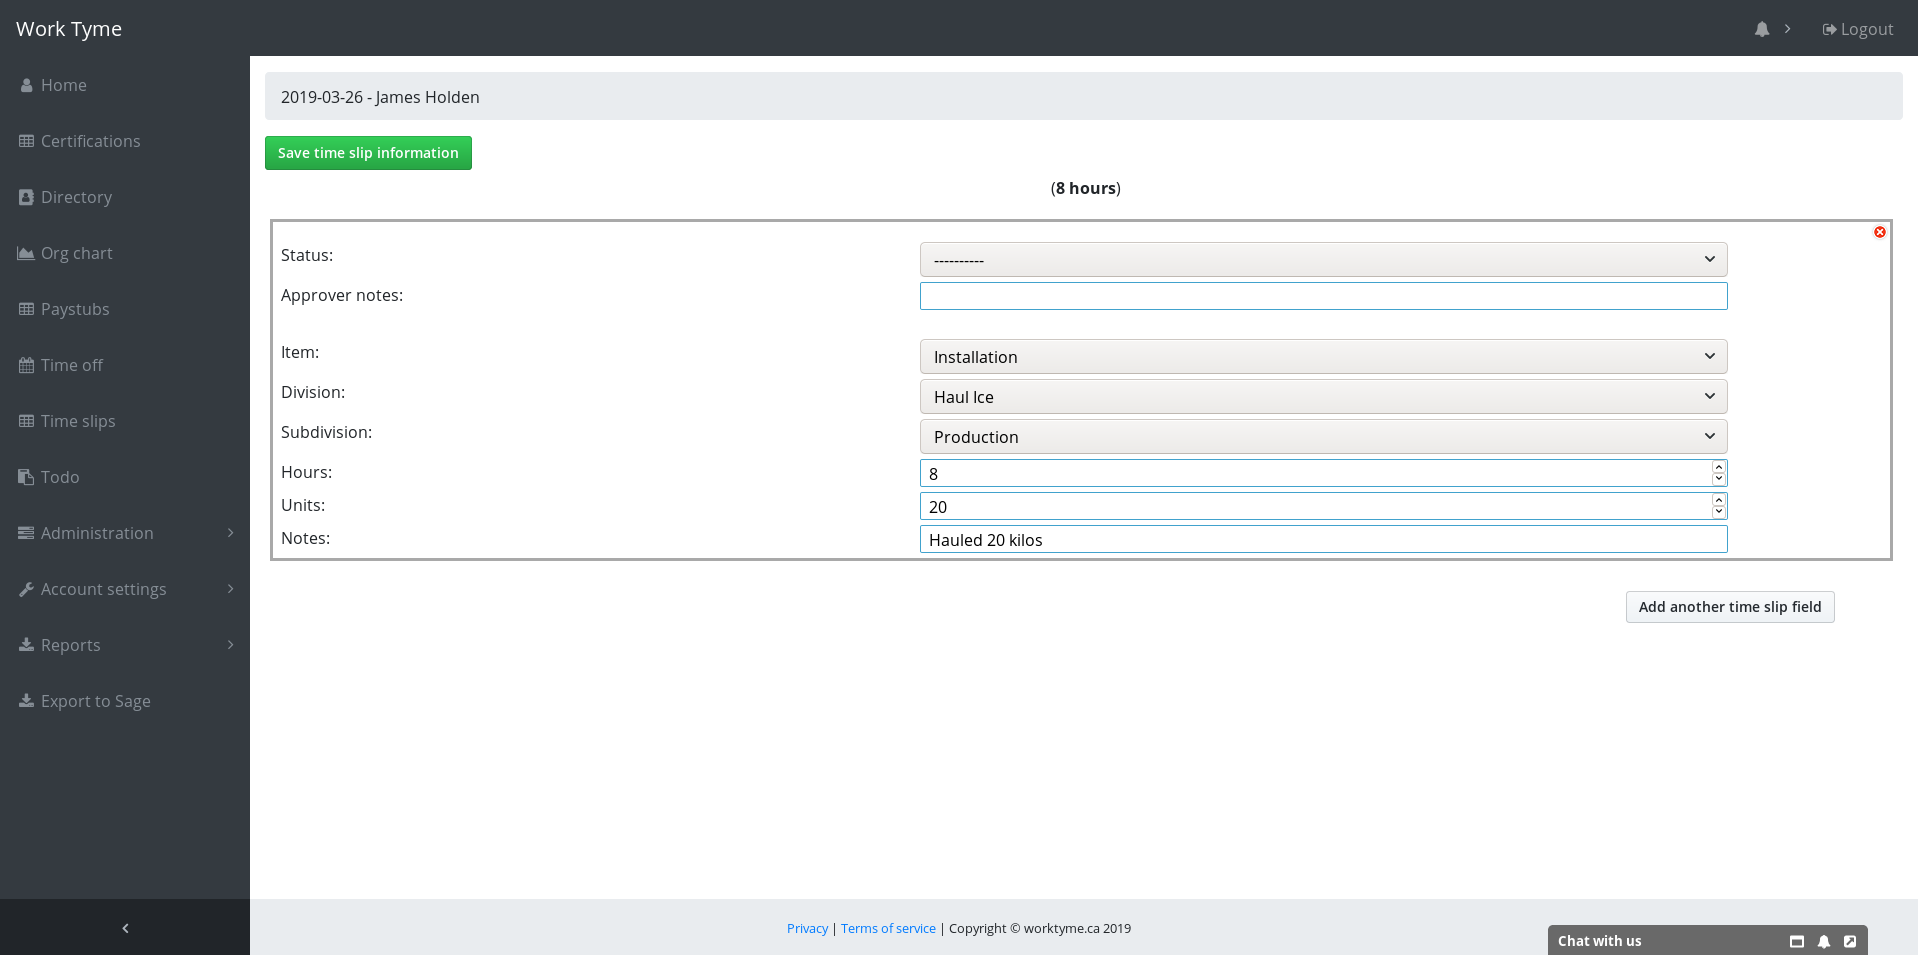 Work Tyme
Logout
Home
Certifications
Directory
Org chart
Paystubs
Time off
Time slips
Todo
Administration
Account settings
Reports
Export to Sage
2019-03-26 - James Holden
Save time slip information
(8 hours)
Status: ----------
Approver notes:
Item: Installation
Division: Haul Ice
Subdivision: Production
Hours: 8
Units: 20
Notes: Hauled 20 kilos
Add another time slip field
Privacy | Terms of service | Copyright © worktyme.ca 2019
Chat with us